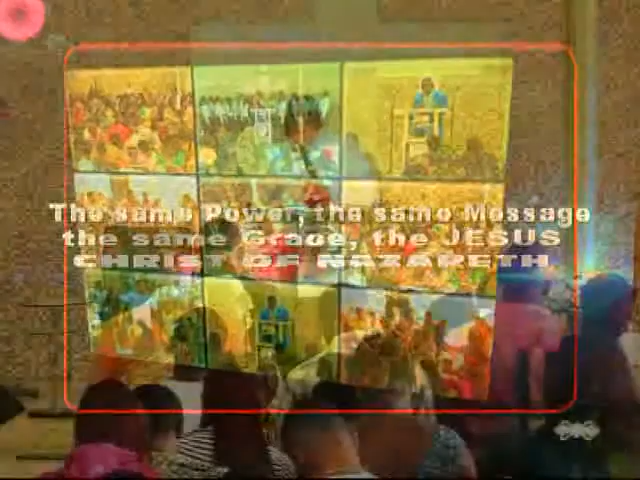 The same Power, the same Message
the same Grace, the JESUS
CHRIST OF NAZARETH